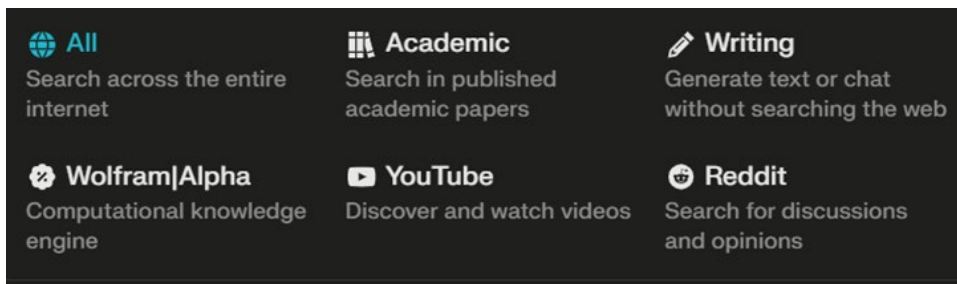 All
Search across the entire
internet
Academic
Search in published
academic papers
Writing
Generate text or chat
without searching the web
Wolfram|Alpha
Computational knowledge
engine
YouTube
Discover and watch videos
Reddit
Search for discussions
and opinions